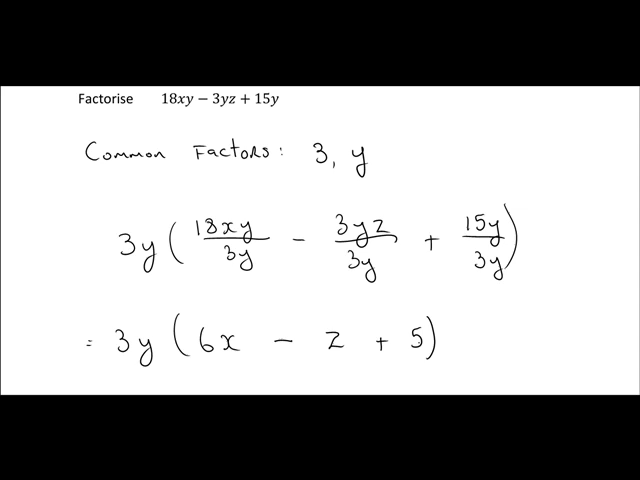 Factorise 18xy − 3yz + 15y
Common Factors: 3, y
3y ( 18xy/3y − 3yz/3y + 15y/3y )
= 3y ( 6x − z + 5 )